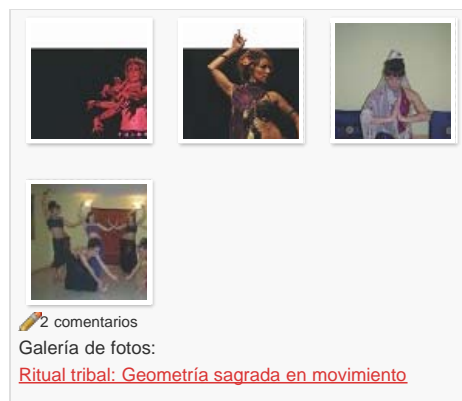 2 comentarios
Galería de fotos:
Ritual tribal: Geometría sagrada en movimiento